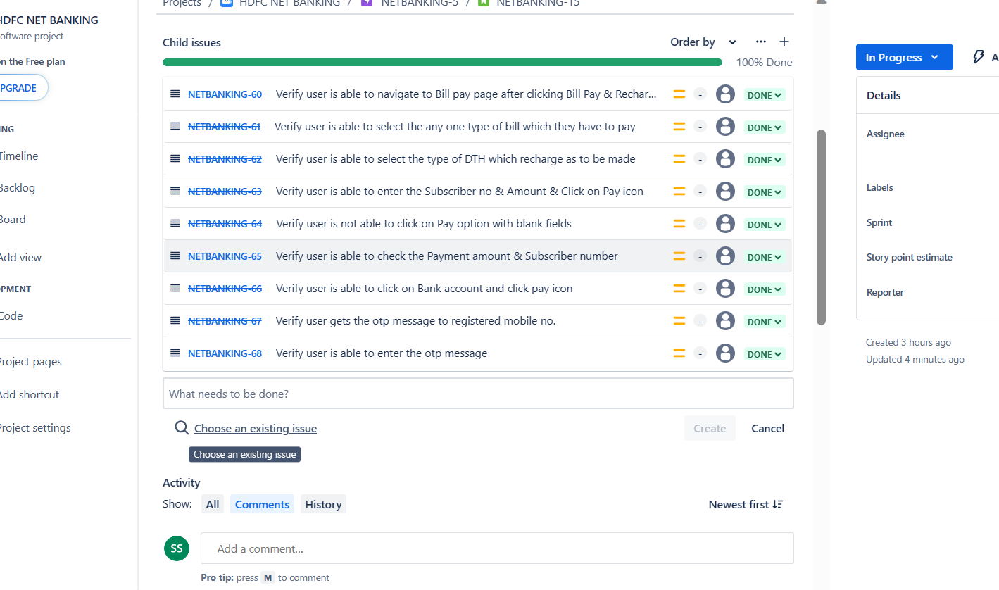 Projects / HDFC NET BANKING / NETBANKING-5 / NETBANKING-15
HDFC NET BANKING
oftware project
on the Free plan
PGRADE
ING
Timeline
Backlog
Board
Add view
OPMENT
Code
Project pages
Add shortcut
Project settings
Child issues
Order by
100% Done
NETBANKING-60 Verify user is able to navigate to Bill pay page after clicking Bill Pay & Rechar... - DONE
NETBANKING-61 Verify user is able to select the any one type of bill which they have to pay - DONE
NETBANKING-62 Verify user is able to select the type of DTH which recharge as to be made - DONE
NETBANKING-63 Verify user is able to enter the Subscriber no & Amount & Click on Pay icon - DONE
NETBANKING-64 Verify user is not able to click on Pay option with blank fields - DONE
NETBANKING-65 Verify user is able to check the Payment amount & Subscriber number - DONE
NETBANKING-66 Verify user is able to click on Bank account and click pay icon - DONE
NETBANKING-67 Verify user gets the otp message to registered mobile no. - DONE
NETBANKING-68 Verify user is able to enter the otp message - DONE
What needs to be done?
Choose an existing issue
Create Cancel
Choose an existing issue
Activity
Show: All Comments History
Newest first
SS
Add a comment...
Pro tip: press M to comment
In Progress
A
Details
Assignee
Labels
Sprint
Story point estimate
Reporter
Created 3 hours ago
Updated 4 minutes ago